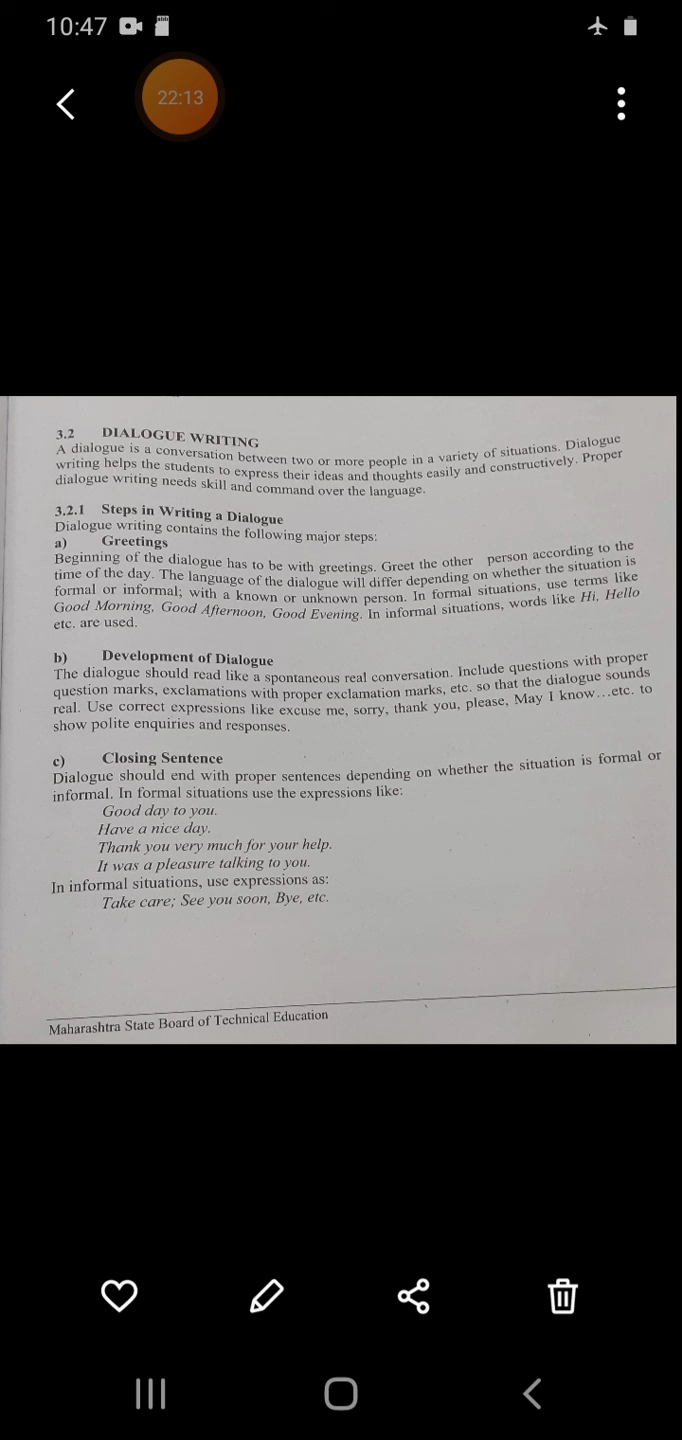 10:47
22:13
3.2 DIALOGUE WRITING
A dialogue is a conversation between two or more people in a variety of situations. Dialogue
writing helps the students to express their ideas and thoughts easily and constructively. Proper
dialogue writing needs skill and command over the language.
3.2.1 Steps in Writing a Dialogue
Dialogue writing contains the following major steps:
a) Greetings
Beginning of the dialogue has to be with greetings. Greet the other person according to the
time of the day. The language of the dialogue will differ depending on whether the situation is
formal or informal; with a known or unknown person. In formal situations, use terms like
Good Morning, Good Afternoon, Good Evening. In informal situations, words like Hi, Hello
etc. are used.
b) Development of Dialogue
The dialogue should read like a spontaneous real conversation. Include questions with proper
question marks, exclamations with proper exclamation marks, etc. so that the dialogue sounds
real. Use correct expressions like excuse me, sorry, thank you, please, May I know...etc. to
show polite enquiries and responses.
c) Closing Sentence
Dialogue should end with proper sentences depending on whether the situation is formal or
informal. In formal situations use the expressions like:
Good day to you.
Have a nice day.
Thank you very much for your help.
It was a pleasure talking to you.
In informal situations, use expressions as:
Take care; See you soon, Bye, etc.
Maharashtra State Board of Technical Education